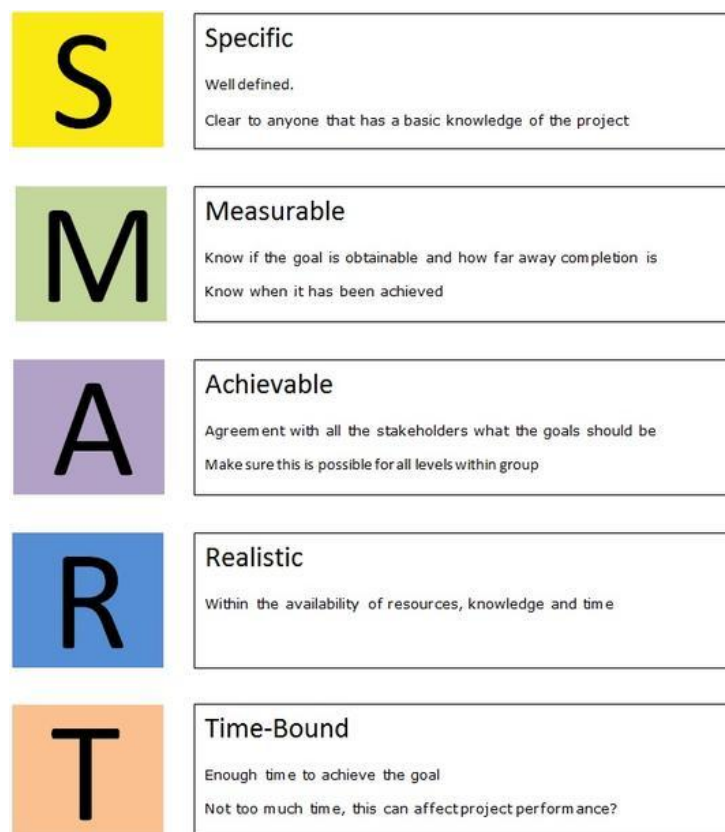 S
Specific
Well defined.
Clear to anyone that has a basic knowledge of the project
M
Measurable
Know if the goal is obtainable and how far away completion is
Know when it has been achieved
A
Achievable
Agreement with all the stakeholders what the goals should be
Make sure this is possible for all levels within group
R
Realistic
Within the availability of resources, knowledge and time
T
Time-Bound
Enough time to achieve the goal
Not too much time, this can affect project performance?